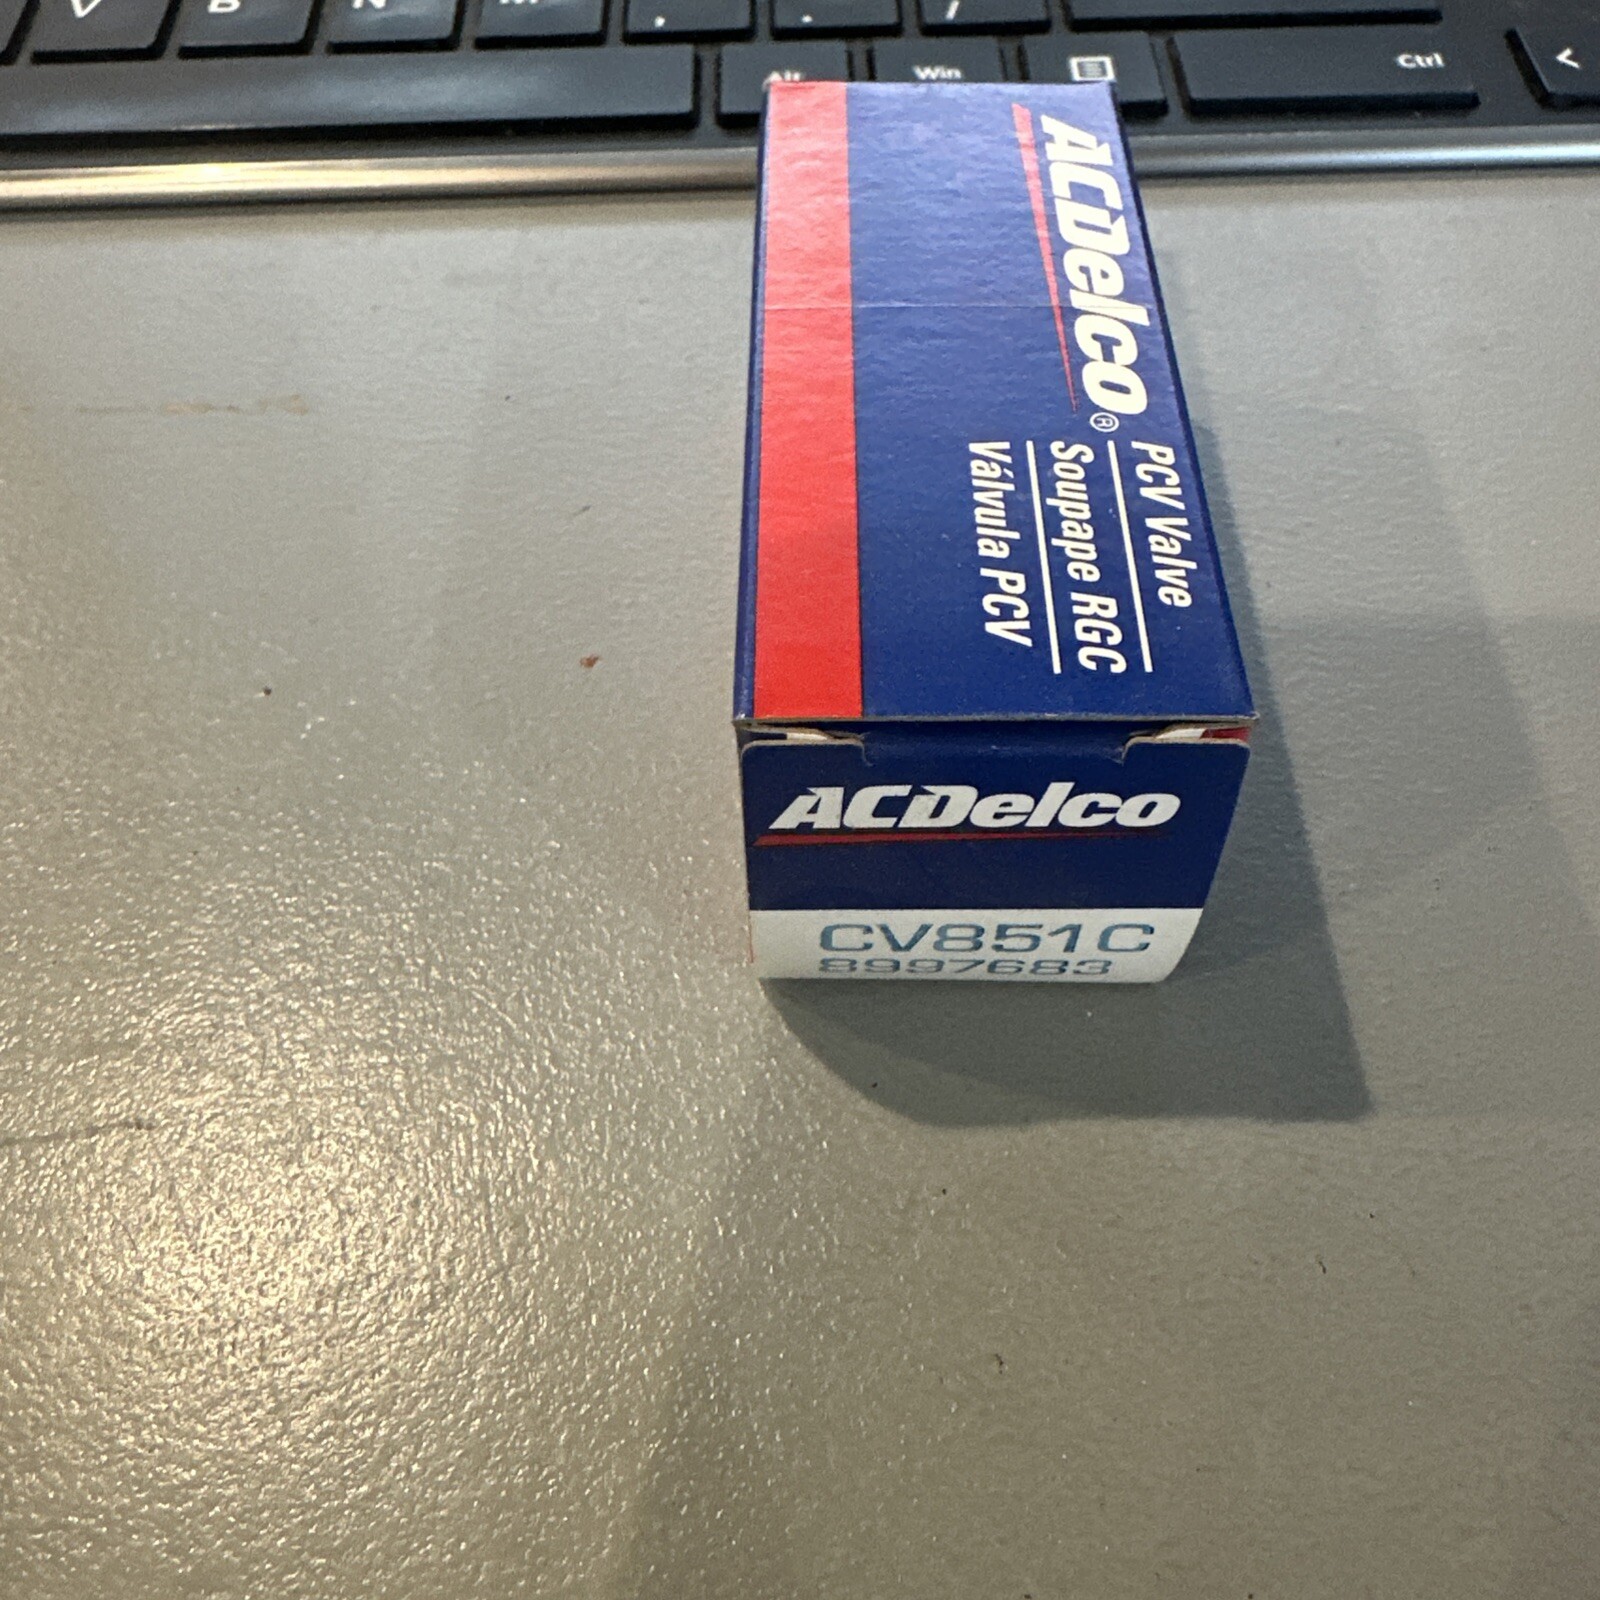 V B N M , . /
Alt Win Ctrl <
ACDelco®
PCV Valve
Soupape RGC
Válvula PCV
ACDelco
CV851C
8997683